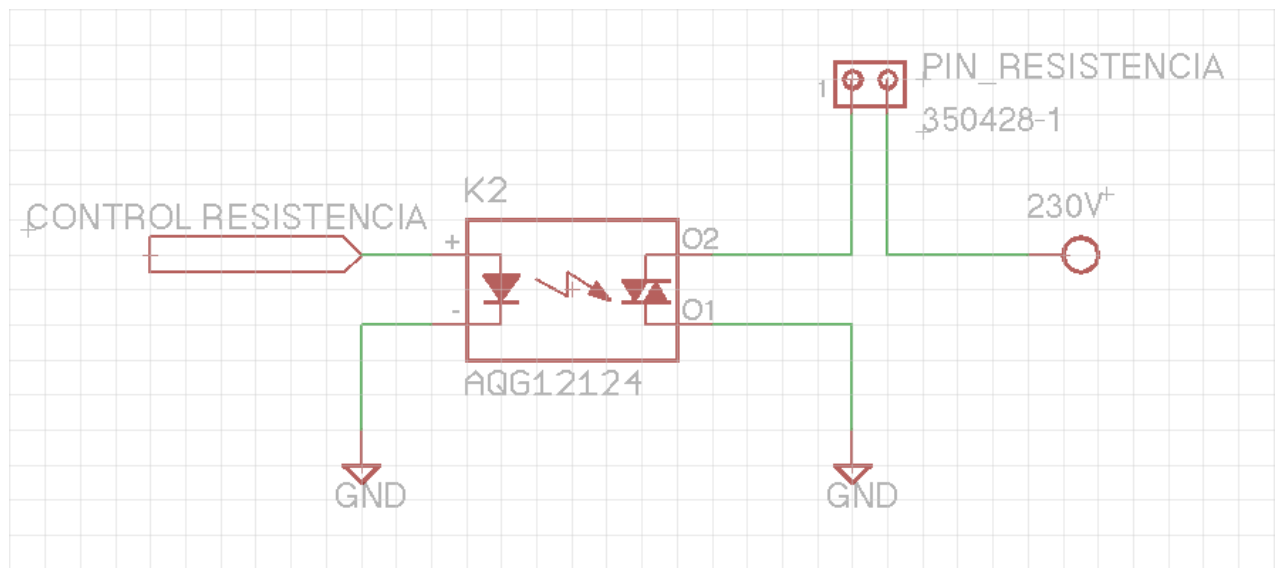 PIN_RESISTENCIA
1
350428-1
K2
230V
CONTROL RESISTENCIA
+
O2
-
O1
AQG12124
GND
GND